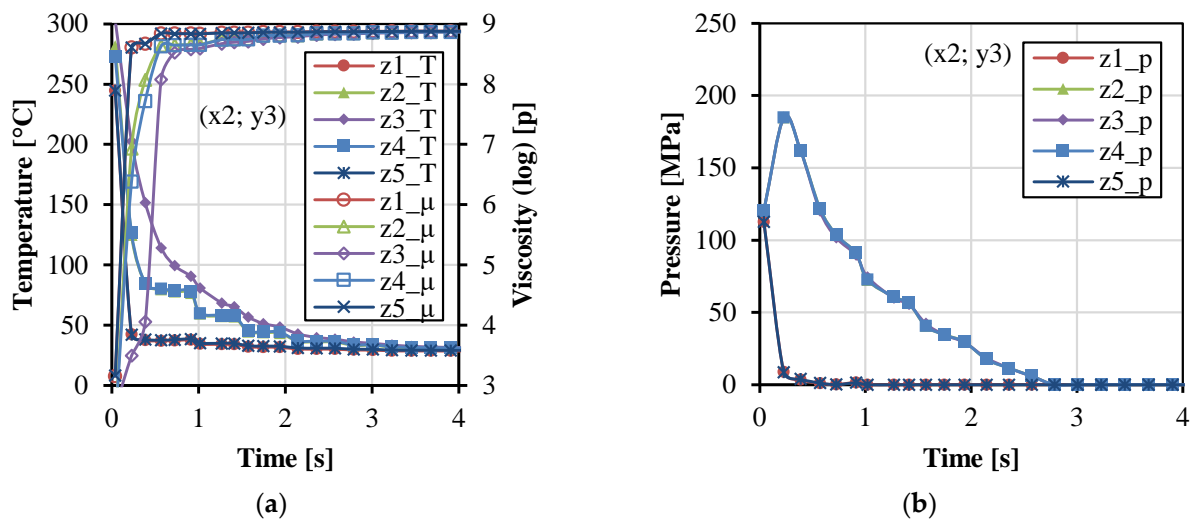 300
250
200
150
100
50
0
Temperature [°C]
9
8
7
6
5
4
3
Viscosity (log) [p]
(x2; y3)
z1_T
z2_T
z3_T
z4_T
z5_T
z1_μ
z2_μ
z3_μ
z4_μ
z5_μ
0 1 2 3 4
Time [s]
(a)
250
200
150
100
50
0
Pressure [MPa]
(x2; y3)
z1_p
z2_p
z3_p
z4_p
z5_p
0 1 2 3 4
Time [s]
(b)